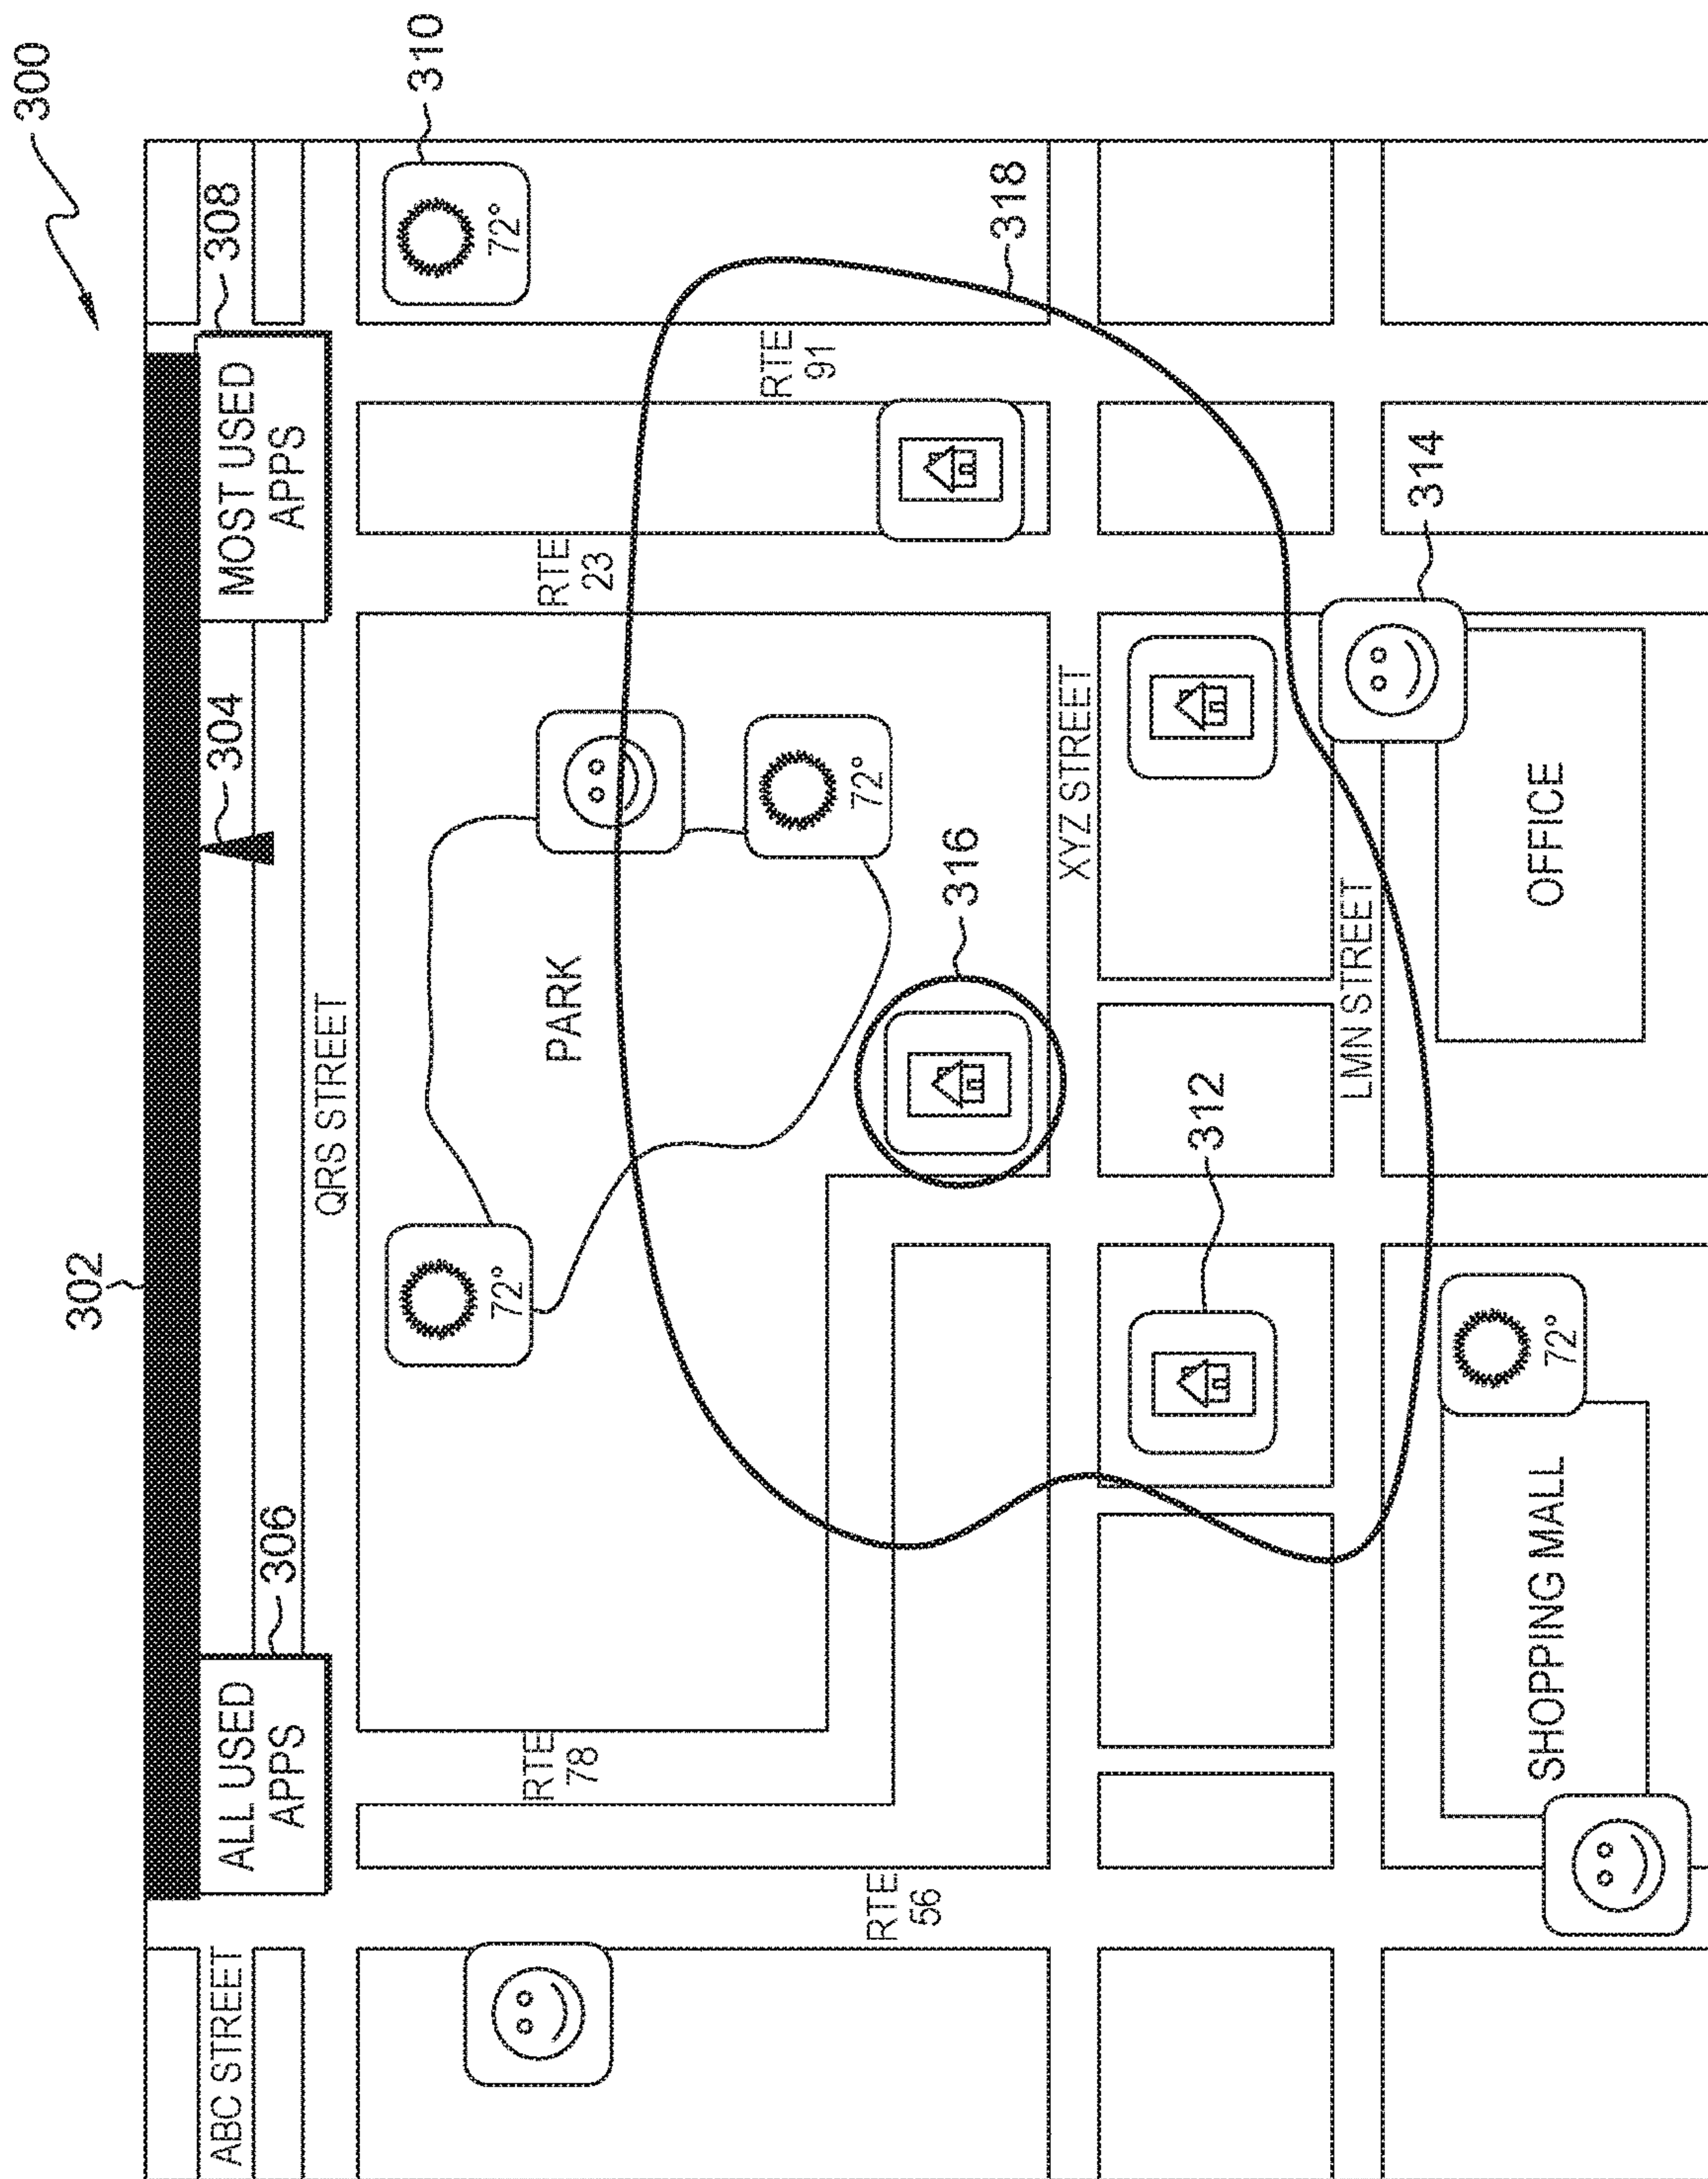 300
302
ABC STREET
ALL USED
APPS
306
304
MOST USED
APPS
308
QRS STREET
310
72°
72°
RTE
78
PARK
RTE
23
RTE
91
72°
RTE
56
316
318
XYZ STREET
312
LMN STREET
314
SHOPPING MALL
72°
OFFICE